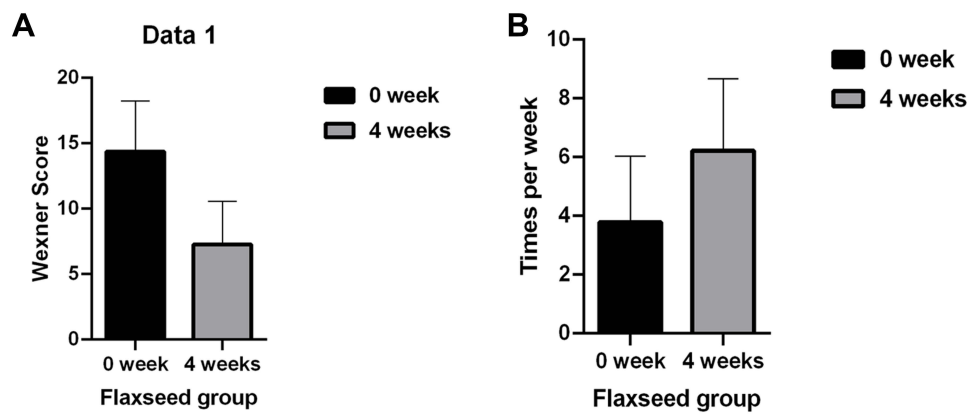 A
Data 1
Wexner Score
20
15
10
5
0
0 week
4 weeks
0 week
4 weeks
Flaxseed group
B
Times per week
10
8
6
4
2
0
0 week
4 weeks
0 week
4 weeks
Flaxseed group